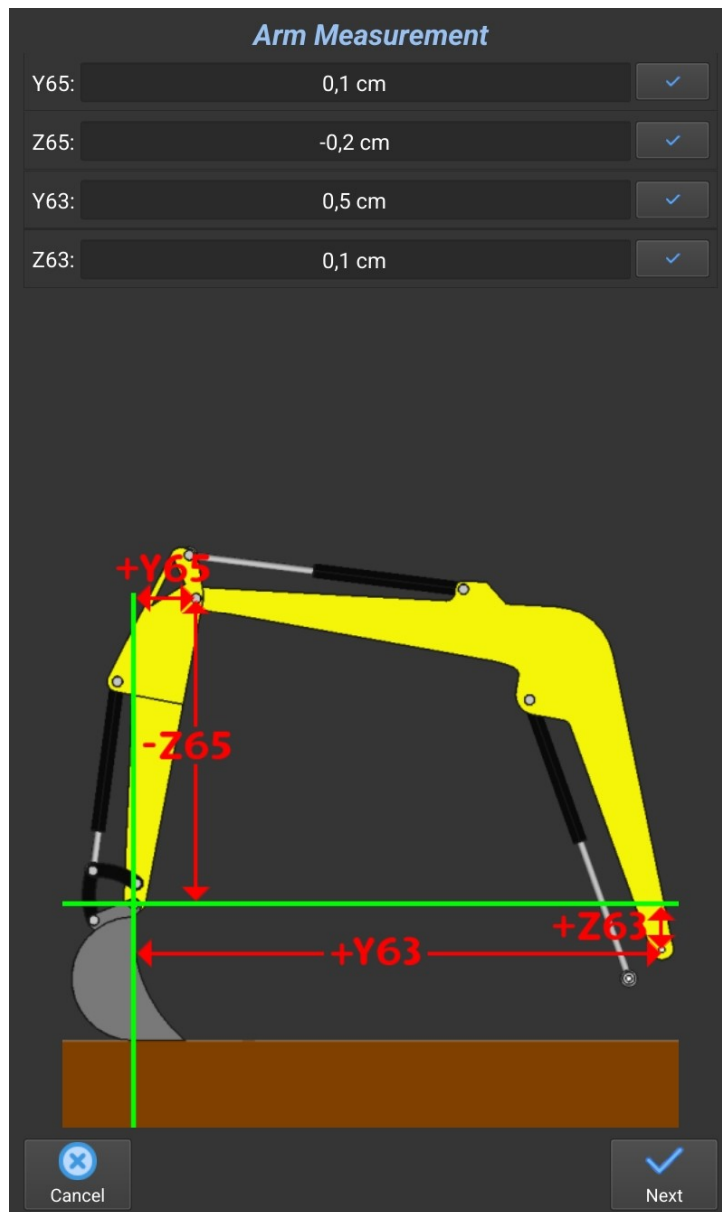 Arm Measurement
Y65: 0,1 cm
Z65: -0,2 cm
Y63: 0,5 cm
Z63: 0,1 cm
+Y65
-Z65
+Z63
+Y63
Cancel Next